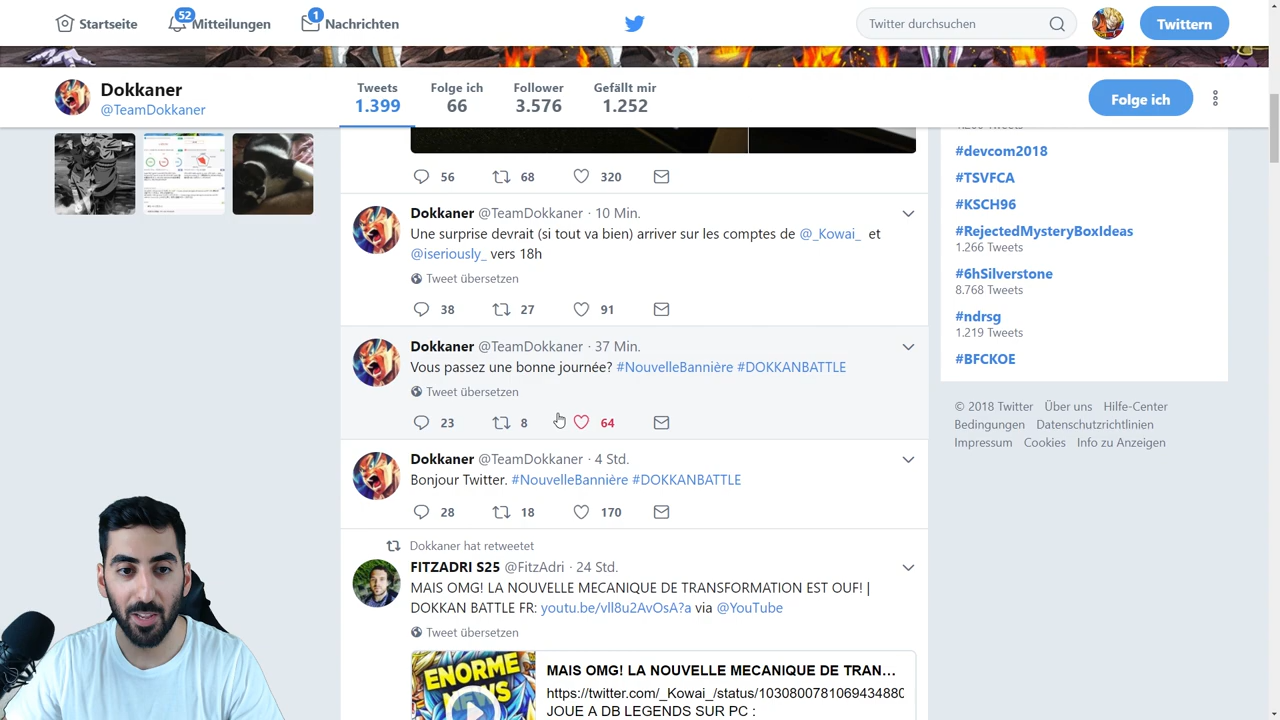 Startseite
52
Mitteilungen
1
Nachrichten
Twitter durchsuchen
Twittern
Dokkaner
@TeamDokkaner
Tweets
1.399
Folge ich
66
Follower
3.576
Gefällt mir
1.252
Folge ich
56 68 320
Dokkaner @TeamDokkaner · 10 Min.
Une surprise devrait (si tout va bien) arriver sur les comptes de @_Kowai_ et
@iseriously_ vers 18h
Tweet übersetzen
38 27 91
Dokkaner @TeamDokkaner · 37 Min.
Vous passez une bonne journée? #NouvelleBannière #DOKKANBATTLE
Tweet übersetzen
23 8 64
Dokkaner @TeamDokkaner · 4 Std.
Bonjour Twitter. #NouvelleBannière #DOKKANBATTLE
28 18 170
Dokkaner hat retweetet
FITZADRI S25 @FitzAdri · 24 Std.
MAIS OMG! LA NOUVELLE MECANIQUE DE TRANSFORMATION EST OUF! |
DOKKAN BATTLE FR: youtu.be/vll8u2AvOsA?a via @YouTube
Tweet übersetzen
ENORME
NEWS
MAIS OMG! LA NOUVELLE MECANIQUE DE TRAN...
https://twitter.com/_Kowai_/status/1030800781069434880
JOUE A DB LEGENDS SUR PC :
#devcom2018
#TSVFCA
#KSCH96
#RejectedMysteryBoxIdeas
1.266 Tweets
#6hSilverstone
8.768 Tweets
#ndrsg
1.219 Tweets
#BFCKOE
© 2018 Twitter Über uns Hilfe-Center
Bedingungen Datenschutzrichtlinien
Impressum Cookies Info zu Anzeigen